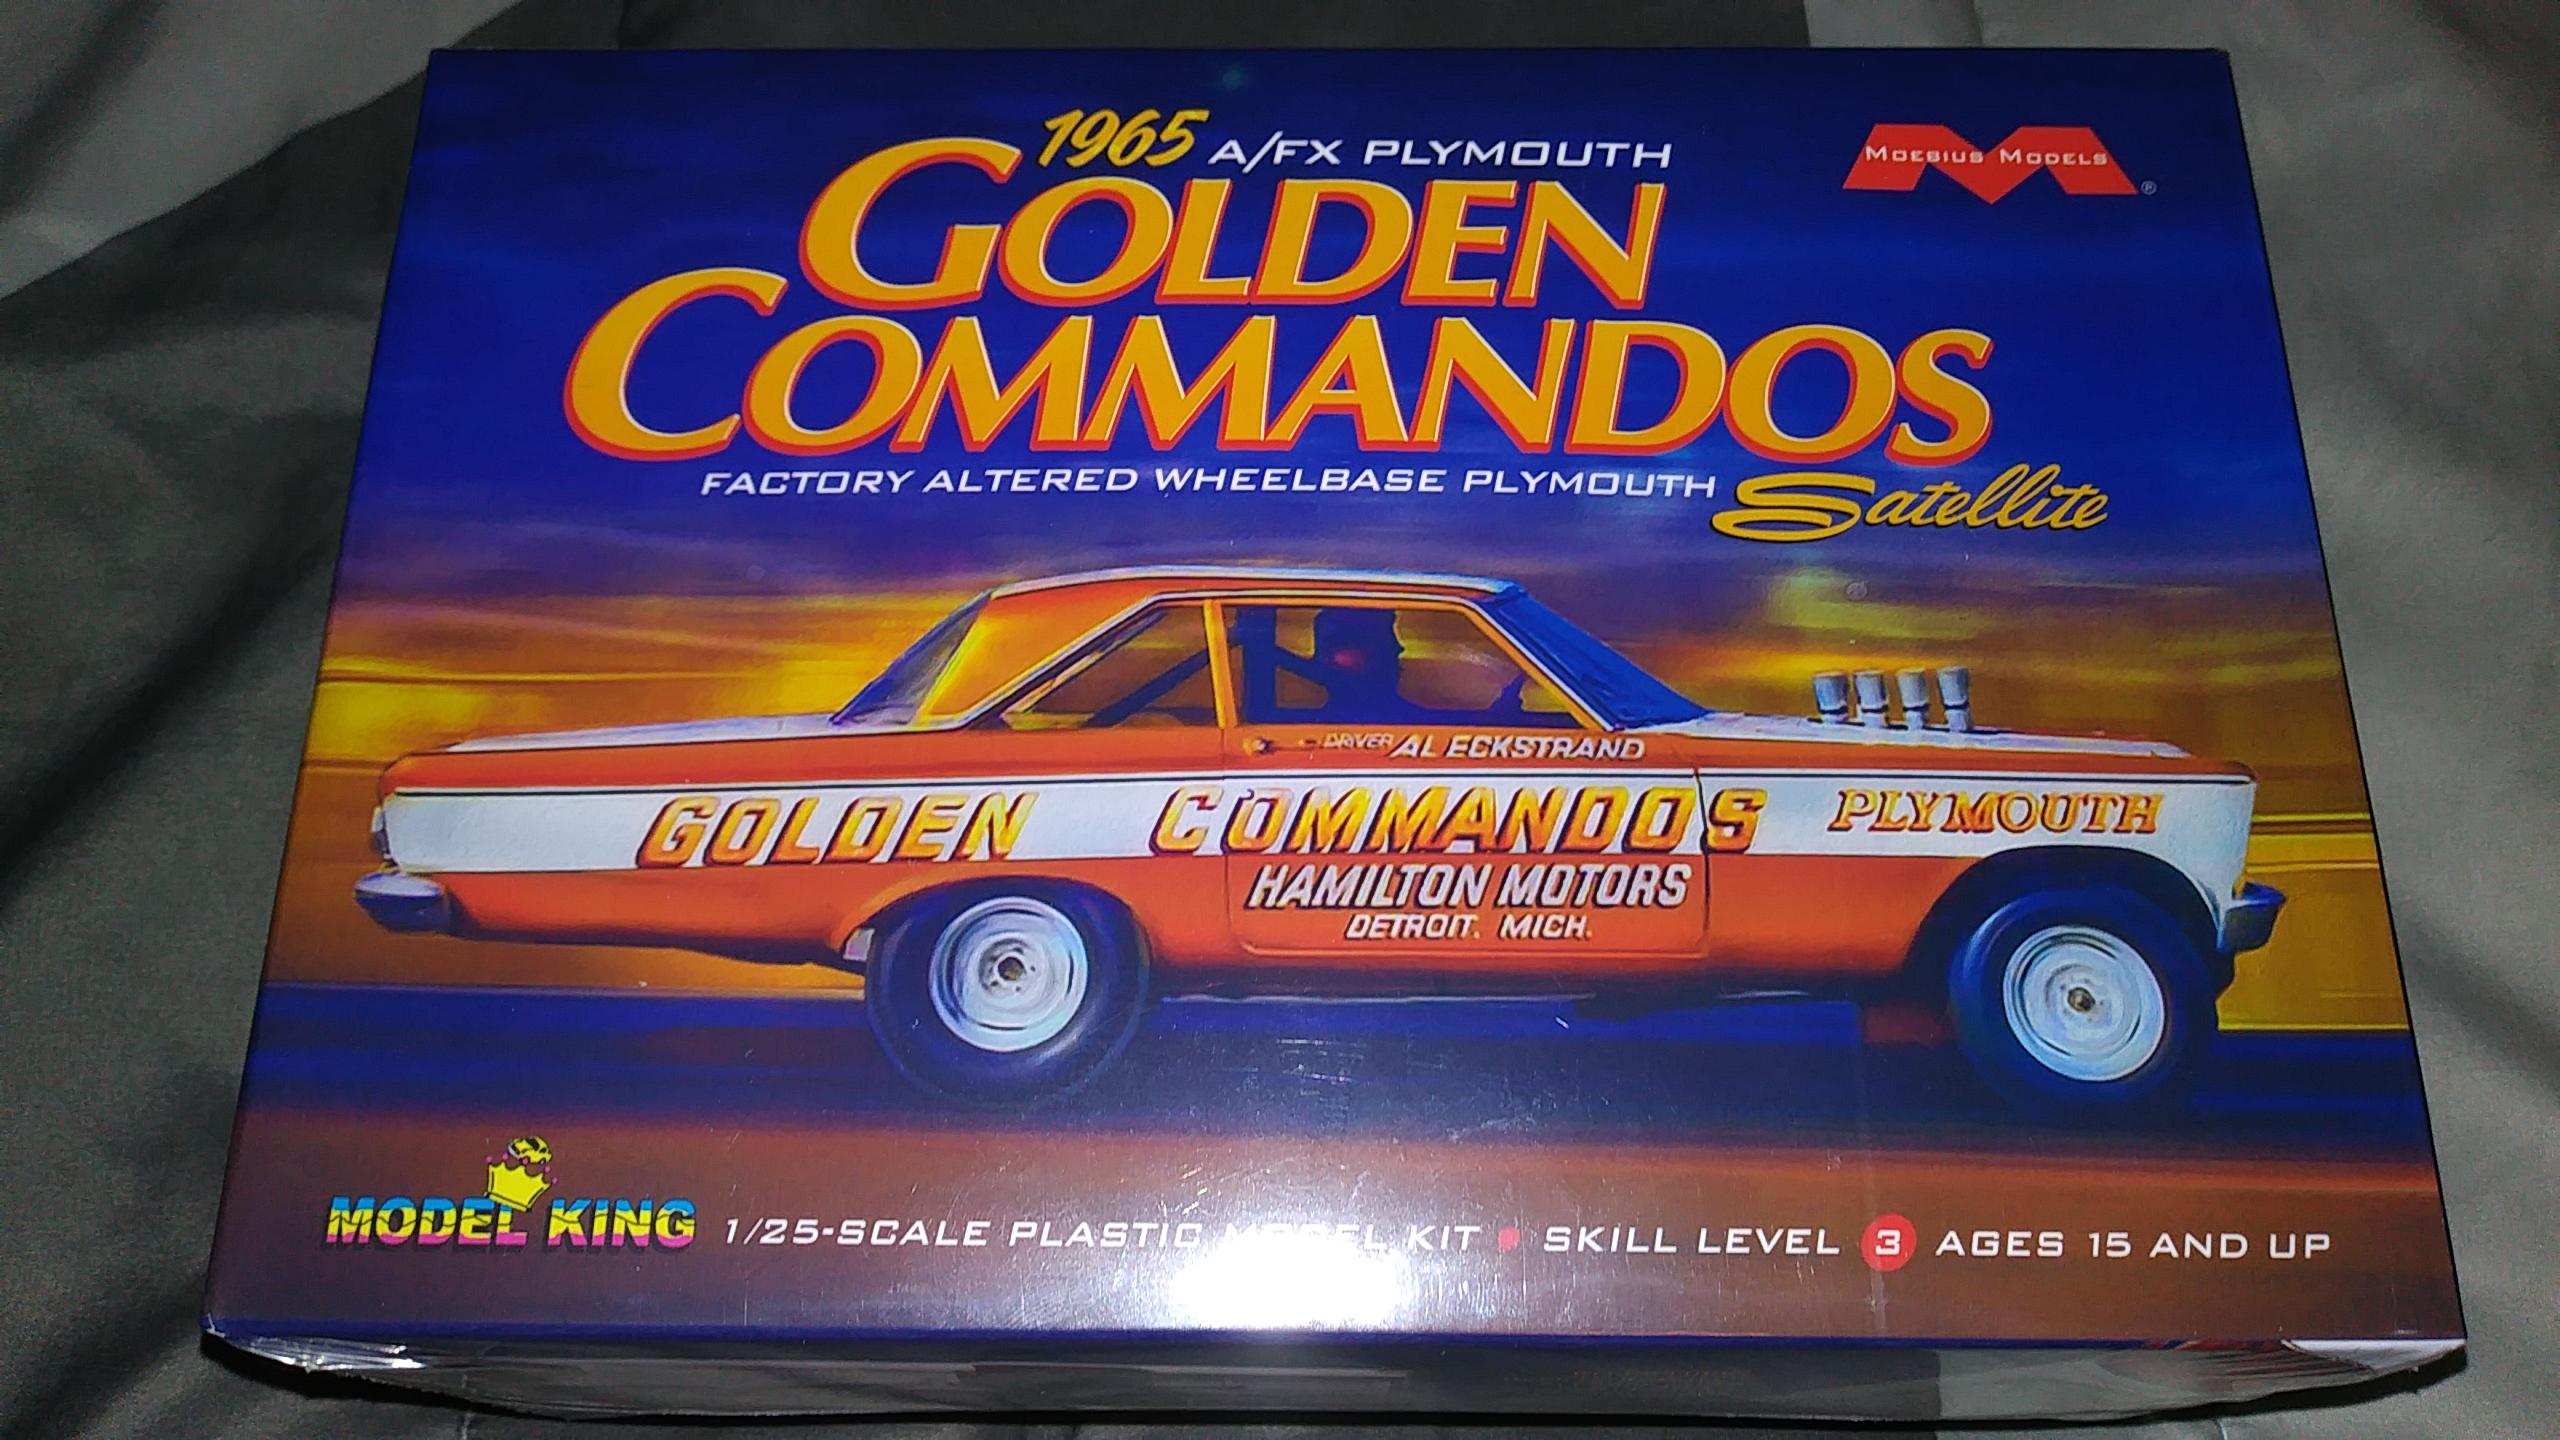 1965 A/FX PLYMOUTH
MOEBIUS MODELS
®
GOLDEN
COMMANDOS
FACTORY ALTERED WHEELBASE PLYMOUTH Satellite
DRIVER AL ECKSTRAND
GOLDEN COMMANDOS PLYMOUTH
HAMILTON MOTORS
DETROIT. MICH.
MODEL KING
1/25-SCALE PLASTIC MODEL KIT • SKILL LEVEL 3 AGES 15 AND UP